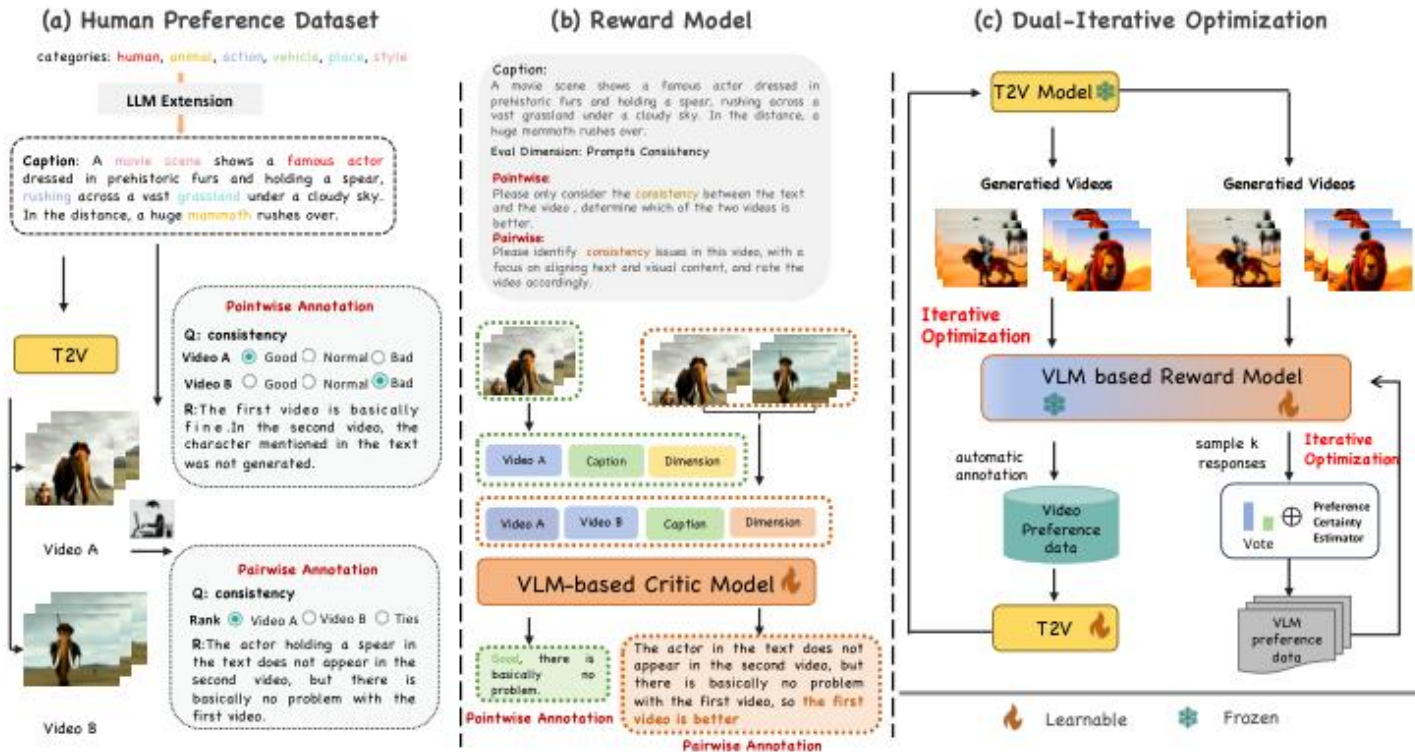 (a) Human Preference Dataset
categories: human, animal, action, vehicle, place, style
LLM Extension
Caption: A movie scene shows a famous actor
dressed in prehistoric furs and holding a spear,
rushing across a vast grassland under a cloudy sky.
In the distance, a huge mammoth rushes over.
T2V
Pointwise Annotation
Q: consistency
Video A Good Normal Bad
Video B Good Normal Bad
R:The first video is basically
fine.In the second video, the
character mentioned in the text
was not generated.
Video A
Pairwise Annotation
Q: consistency
Rank Video A Video B Ties
R:The actor holding a spear in
the text does not appear in the
second video, but there is
basically no problem with the
first video.
Video B
(b) Reward Model
Caption:
A movie scene shows a famous actor dressed in
prehistoric furs and holding a spear, rushing across a
vast grassland under a cloudy sky. In the distance, a
huge mammoth rushes over.
Eval Dimension: Prompts Consistency
Pointwise:
Please only consider the consistency between the text
and the video , determine which of the two videos is
better.
Pairwise:
Please identify consistency issues in this video, with a
focus on aligning text and visual content, and rate the
video accordingly.
Video A Caption Dimension
Video A Video B Caption Dimension
VLM-based Critic Model
Good, there is
basically no
problem.
Pointwise Annotation
The actor in the text does not
appear in the second video, but
there is basically no problem
with the first video, so the first
video is better
Pairwise Annotation
(c) Dual-Iterative Optimization
T2V Model
Generatied Videos
Generatied Videos
Iterative
Optimization
VLM based Reward Model
automatic
annotation
sample k
responses
Iterative
Optimization
Video
Preference
data
Vote
Preference
Certainty
Estimator
T2V
VLM
preference
data
Learnable
Frozen